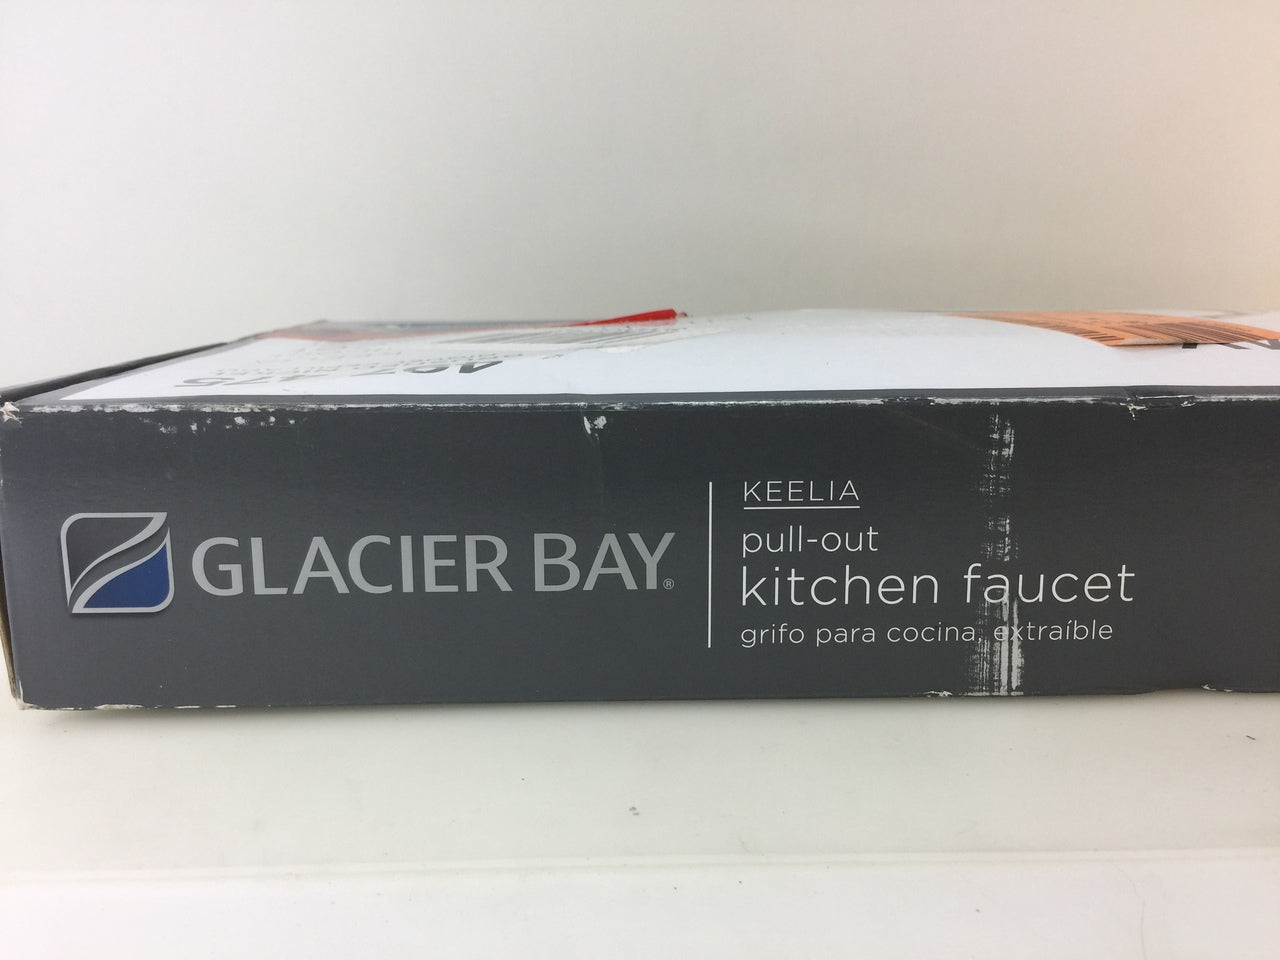 GLACIER BAY®
KEELIA
pull-out
kitchen faucet
grifo para cocina, extraíble